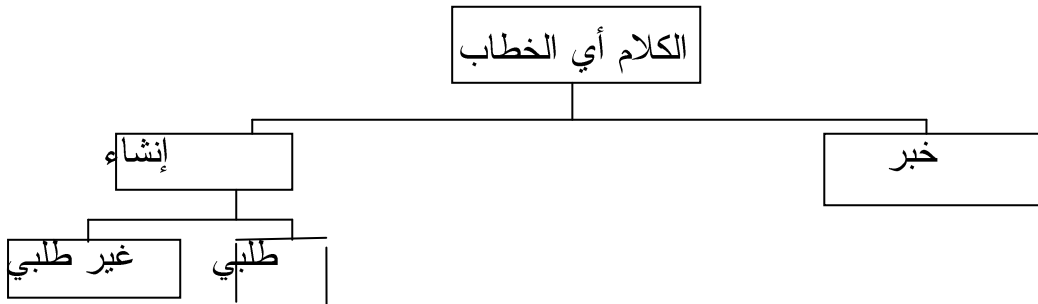 الكلام أي الخطاب
خبر
إنشاء
طلبي
غير طلبي